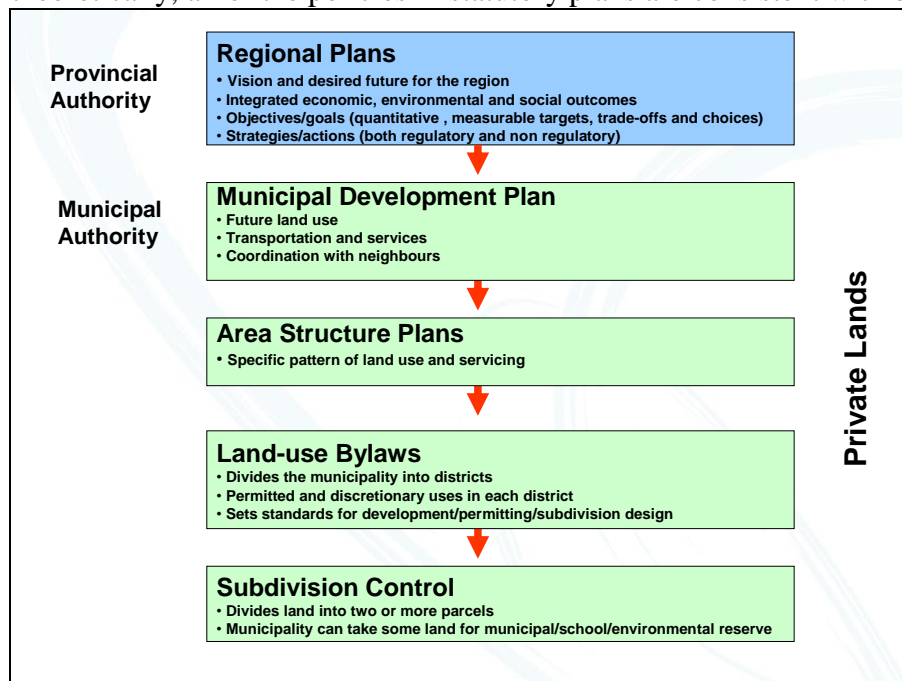 Regional Plans
Provincial
Authority
• Vision and desired future for the region
• Integrated economic, environmental and social outcomes
• Objectives/goals (quantitative , measurable targets, trade-offs and choices)
• Strategies/actions (both regulatory and non regulatory)
Municipal Development Plan
Municipal
Authority
• Future land use
• Transportation and services
• Coordination with neighbours
Area Structure Plans
• Specific pattern of land use and servicing
Private Lands
Land-use Bylaws
• Divides the municipality into districts
• Permitted and discretionary uses in each district
• Sets standards for development/permitting/subdivision design
Subdivision Control
• Divides land into two or more parcels
• Municipality can take some land for municipal/school/environmental reserve